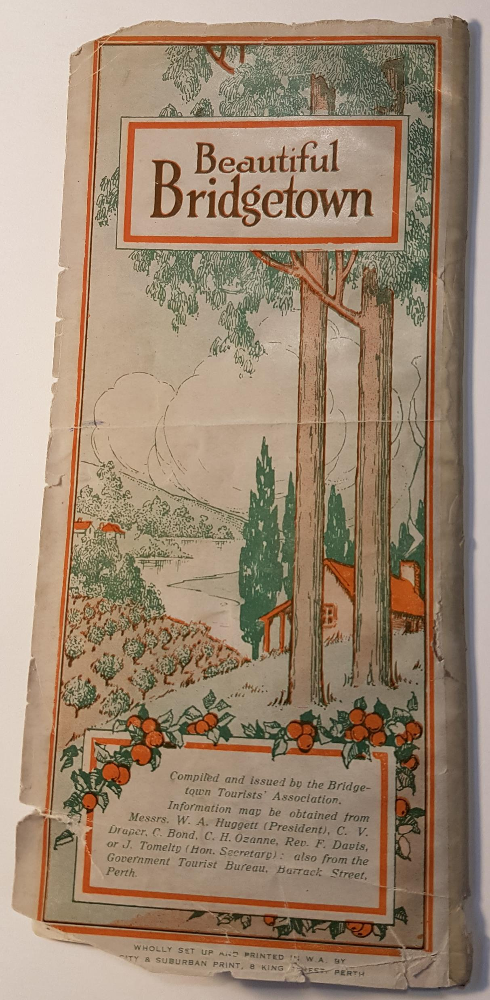 Beautiful
Bridgetown
Compiled and issued by the Bridge-
town Tourists' Association.
Information may be obtained from
Messrs. W. A. Huggett (President), C. V.
Draper, C. Bond, C. H. Ozanne, Rev. F. Davis,
or J. Tomelty (Hon. Secretary) : also from the
Government Tourist Bureau, Barrack Street,
Perth.
WHOLLY SET UP AND PRINTED IN W.A. BY
CITY & SUBURBAN PRINT, 8 KING STREET, PERTH